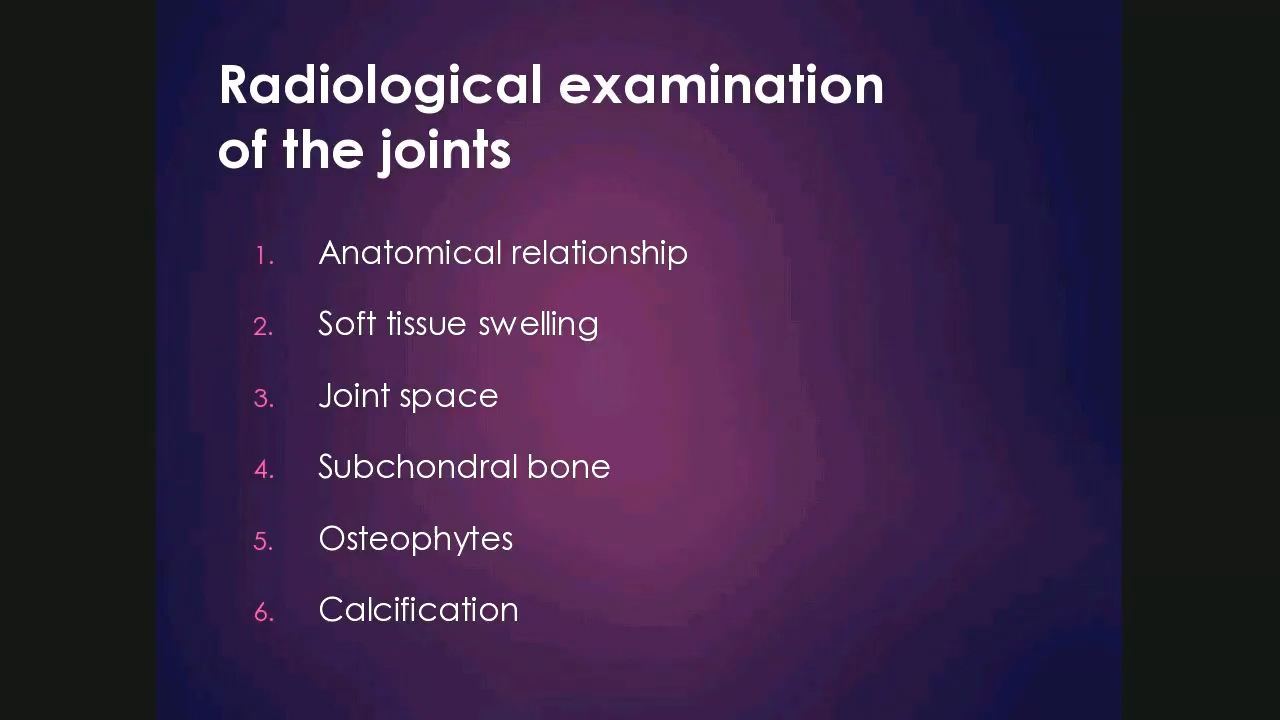 Radiological examination
of the joints
1. Anatomical relationship
2. Soft tissue swelling
3. Joint space
4. Subchondral bone
5. Osteophytes
6. Calcification